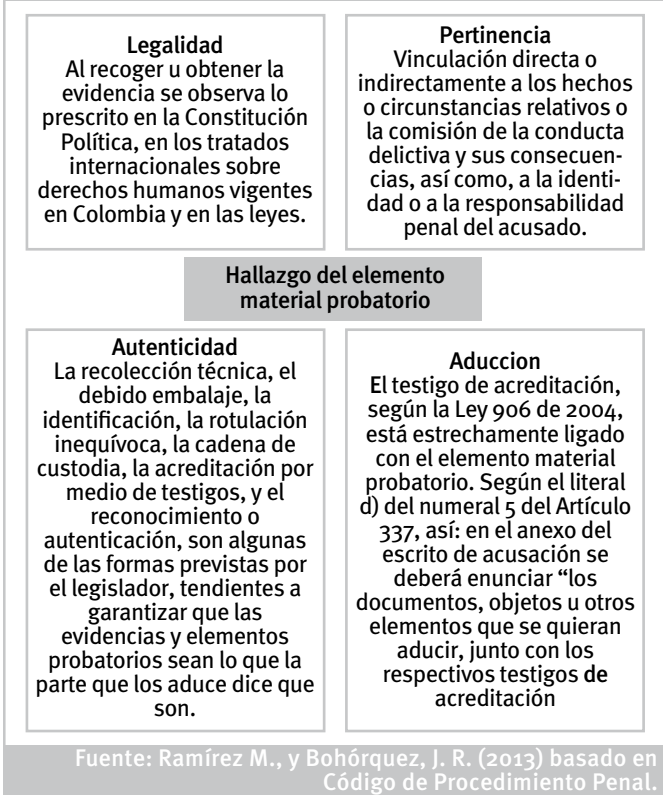 Legalidad
Al recoger u obtener la
evidencia se observa lo
prescrito en la Constitución
Política, en los tratados
internacionales sobre
derechos humanos vigentes
en Colombia y en las leyes.
Pertinencia
Vinculación directa o
indirectamente a los hechos
o circunstancias relativos o
la comisión de la conducta
delictiva y sus consecuen-
cias, así como, a la identi-
dad o a la responsabilidad
penal del acusado.
Hallazgo del elemento
material probatorio
Autenticidad
La recolección técnica, el
debido embalaje, la
identificación, la rotulación
inequívoca, la cadena de
custodia, la acreditación por
medio de testigos, y el
reconocimiento o
autenticación, son algunas
de las formas previstas por
el legislador, tendientes a
garantizar que las
evidencias y elementos
probatorios sean lo que la
parte que los aduce dice que
son.
Aduccion
El testigo de acreditación,
según la Ley 906 de 2004,
está estrechamente ligado
con el elemento material
probatorio. Según el literal
d) del numeral 5 del Artículo
337, así: en el anexo del
escrito de acusación se
deberá enunciar “los
documentos, objetos u otros
elementos que se quieran
aducir, junto con los
respectivos testigos de
acreditación
Fuente: Ramírez M., y Bohórquez, J. R. (2013) basado en
Código de Procedimiento Penal.